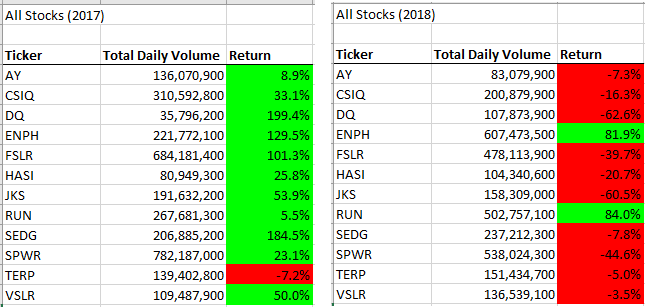 All Stocks (2017)
Ticker Total Daily Volume Return
AY 136,070,900 8.9%
CSIQ 310,592,800 33.1%
DQ 35,796,200 199.4%
ENPH 221,772,100 129.5%
FSLR 684,181,400 101.3%
HASI 80,949,300 25.8%
JKS 191,632,200 53.9%
RUN 267,681,300 5.5%
SEDG 206,885,200 184.5%
SPWR 782,187,000 23.1%
TERP 139,402,800 -7.2%
VSLR 109,487,900 50.0%
All Stocks (2018)
Ticker Total Daily Volume Return
AY 83,079,900 -7.3%
CSIQ 200,879,900 -16.3%
DQ 107,873,900 -62.6%
ENPH 607,473,500 81.9%
FSLR 478,113,900 -39.7%
HASI 104,340,600 -20.7%
JKS 158,309,000 -60.5%
RUN 502,757,100 84.0%
SEDG 237,212,300 -7.8%
SPWR 538,024,300 -44.6%
TERP 151,434,700 -5.0%
VSLR 136,539,100 -3.5%